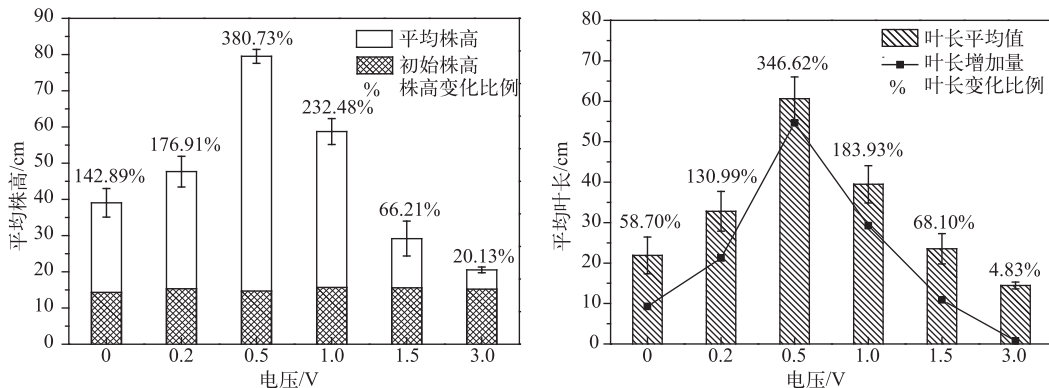 90
80
70
60
50
40
30
20
10
0
平均株高/cm
380.73%
平均株高
初始株高
% 株高变化比例
232.48%
176.91%
142.89%
66.21%
20.13%
0 0.2 0.5 1.0 1.5 3.0
电压/V
80
70
60
50
40
30
20
10
0
平均叶长/cm
346.62%
叶长平均值
叶长增加量
% 叶长变化比例
183.93%
130.99%
58.70%
68.10%
4.83%
0 0.2 0.5 1.0 1.5 3.0
电压/V